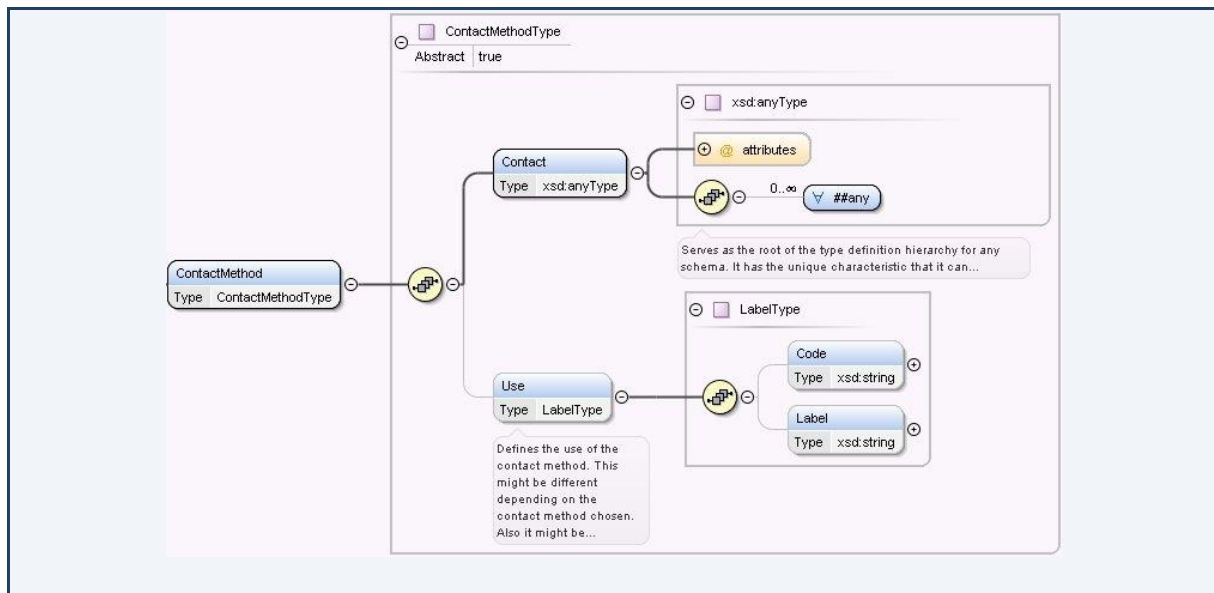 ContactMethodType
Abstract true
xsd:anyType
@ attributes
Contact
Type xsd:anyType
0..∞
∀ ##any
Serves as the root of the type definition hierarchy for any
schema. It has the unique characteristic that it can...
ContactMethod
Type ContactMethodType
LabelType
Code
Type xsd:string
Use
Type LabelType
Label
Type xsd:string
Defines the use of the
contact method. This
might be different
depending on the
contact method chosen.
Also it might be...